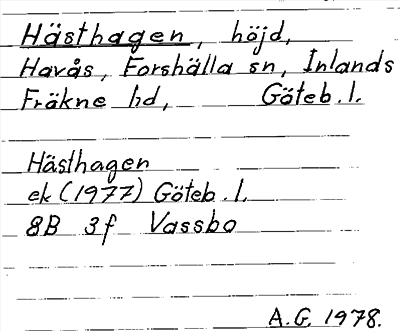 Hästhagen, höjd,
Havås, Forshälla sn, Inlands
Fräkne hd, Göteb. l.
Hästhagen
ek (1977) Göteb. l.
8B 3f Vassbo
A.G. 1978.